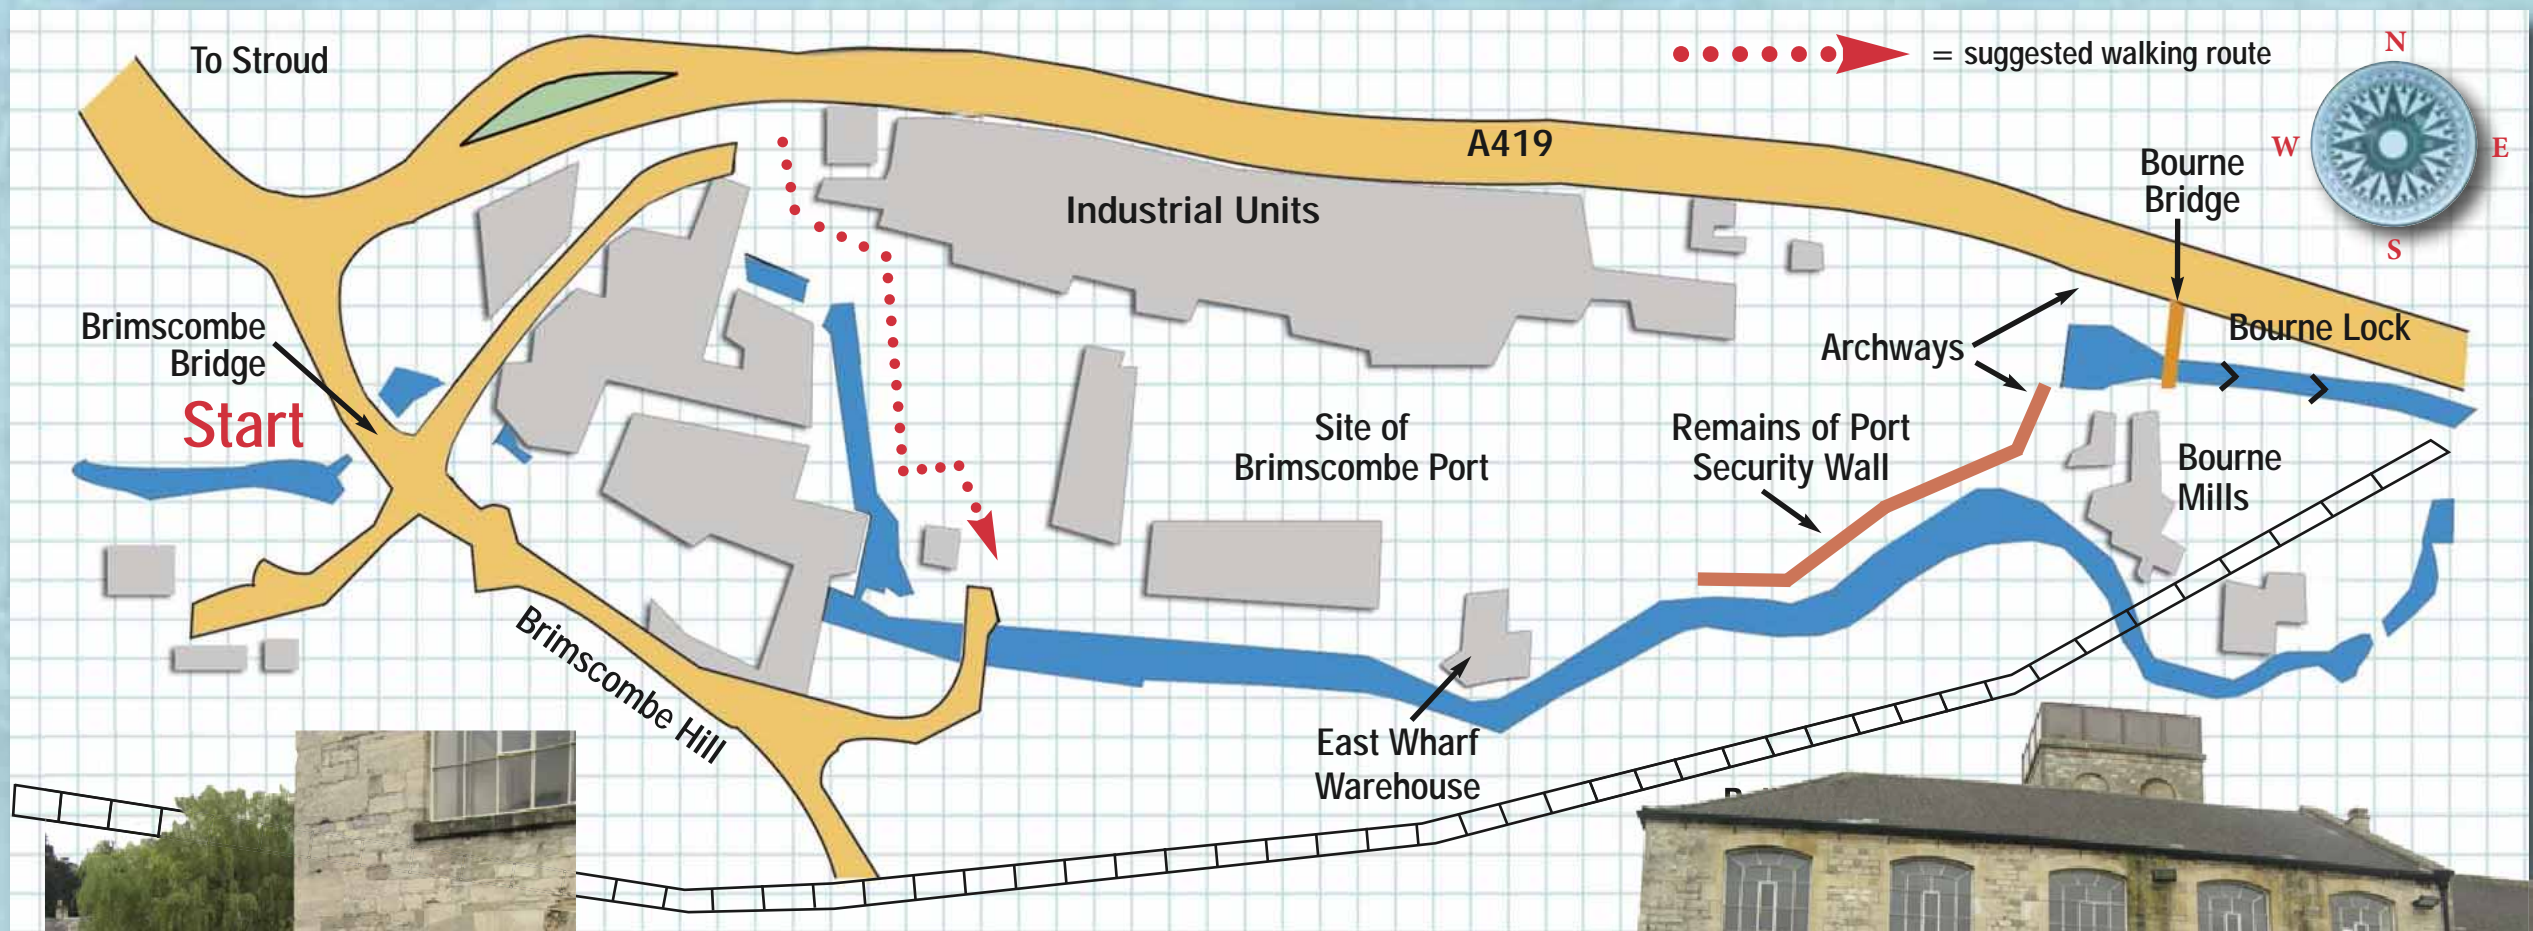 To Stroud
= suggested walking route
N
W
E
S
A419
Bourne
Bridge
Industrial Units
Brimscombe
Bridge
Start
Bourne Lock
Archways
Site of
Brimscombe Port
Remains of Port
Security Wall
Bourne
Mills
Brimscombe Hill
East Wharf
Warehouse